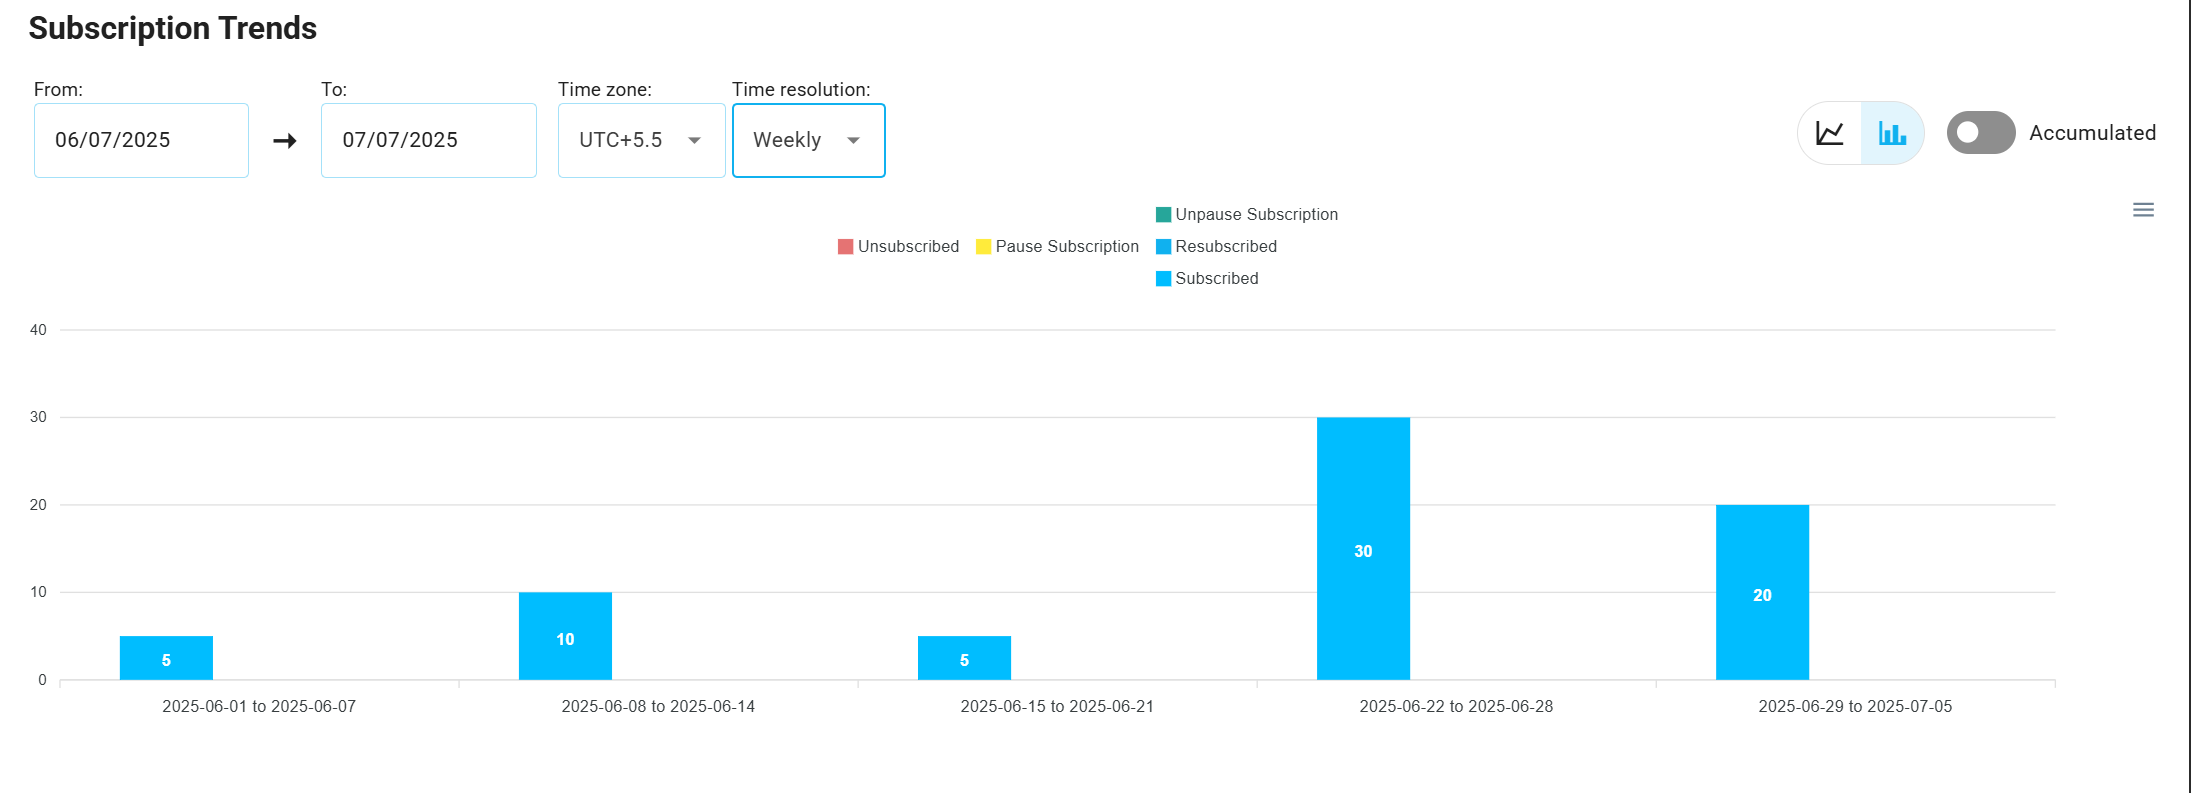 Subscription Trends
From: To: Time zone: Time resolution:
06/07/2025 07/07/2025 UTC+5.5 Weekly Accumulated
Unpause Subscription
Unsubscribed Pause Subscription Resubscribed
Subscribed
40
30
20
10
0
5 10 5 30 20
2025-06-01 to 2025-06-07 2025-06-08 to 2025-06-14 2025-06-15 to 2025-06-21 2025-06-22 to 2025-06-28 2025-06-29 to 2025-07-05